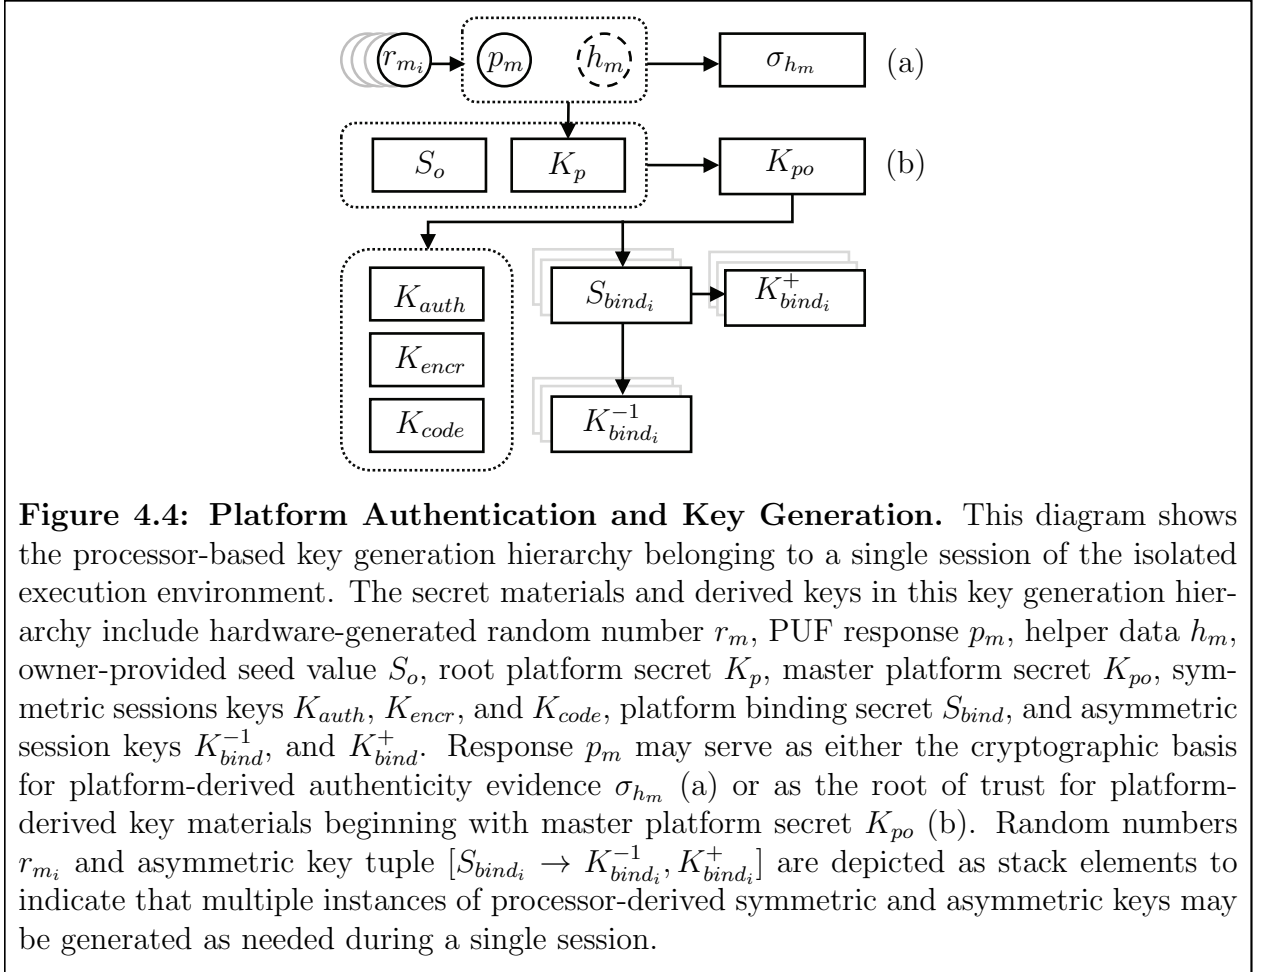 r_{m_i} p_m h_m σ_{h_m} (a)
S_o K_p K_{po} (b)
K_{auth} S_{bind_i} K^+_{bind_i}
K_{encr}
K_{code} K^{-1}_{bind_i}
Figure 4.4: Platform Authentication and Key Generation. This diagram shows
the processor-based key generation hierarchy belonging to a single session of the isolated
execution environment. The secret materials and derived keys in this key generation hier-
archy include hardware-generated random number r_m, PUF response p_m, helper data h_m,
owner-provided seed value S_o, root platform secret K_p, master platform secret K_{po}, sym-
metric sessions keys K_{auth}, K_{encr}, and K_{code}, platform binding secret S_{bind}, and asymmetric
session keys K^{-1}_{bind}, and K^+_{bind}. Response p_m may serve as either the cryptographic basis
for platform-derived authenticity evidence σ_{h_m} (a) or as the root of trust for platform-
derived key materials beginning with master platform secret K_{po} (b). Random numbers
r_{m_i} and asymmetric key tuple [S_{bind_i} → K^{-1}_{bind_i}, K^+_{bind_i}] are depicted as stack elements to
indicate that multiple instances of processor-derived symmetric and asymmetric keys may
be generated as needed during a single session.